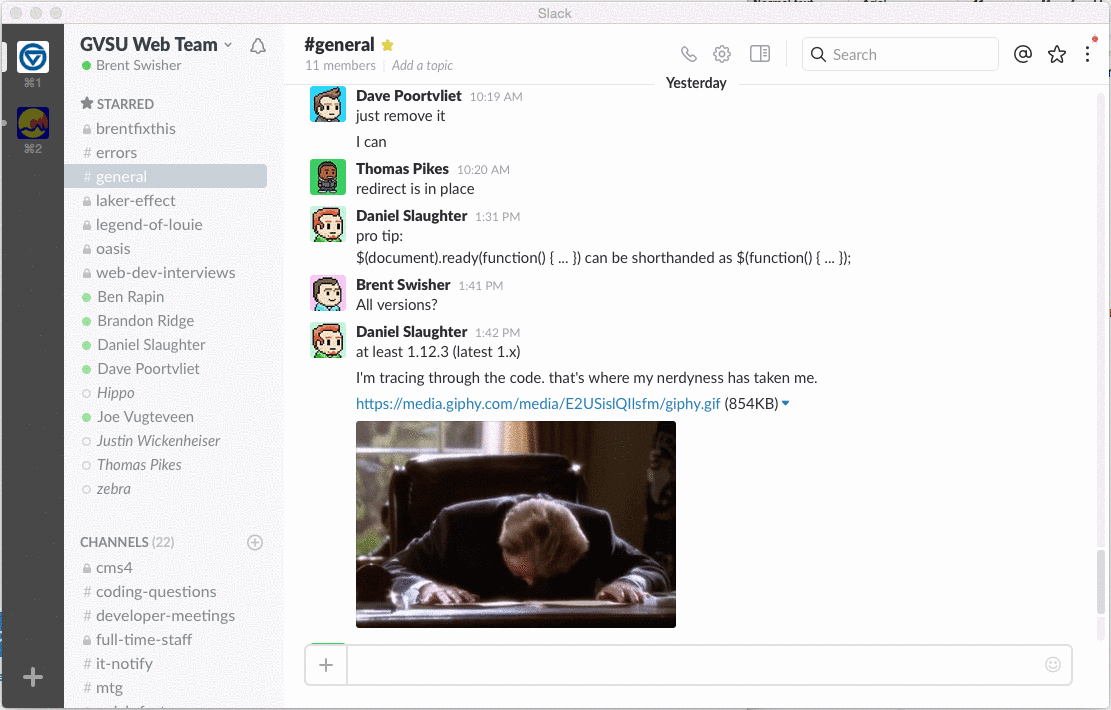 Slack
GVSU Web Team
Brent Swisher
⌘1
⌘2
STARRED
brentfixthis
# errors
# general
laker-effect
legend-of-louie
oasis
web-dev-interviews
Ben Rapin
Brandon Ridge
Daniel Slaughter
Dave Poortvliet
Hippo
Joe Vugteveen
Justin Wickenheiser
Thomas Pikes
zebra
CHANNELS (22)
cms4
# coding-questions
# developer-meetings
full-time-staff
# it-notify
# mtg
#general
11 members | Add a topic
Search
Yesterday
Dave Poortvliet 10:19 AM
just remove it
I can
Thomas Pikes 10:20 AM
redirect is in place
Daniel Slaughter 1:31 PM
pro tip:
$(document).ready(function() { ... }) can be shorthanded as $(function() { ... });
Brent Swisher 1:41 PM
All versions?
Daniel Slaughter 1:42 PM
at least 1.12.3 (latest 1.x)
I'm tracing through the code. that's where my nerdyness has taken me.
https://media.giphy.com/media/E2USislQIlsfm/giphy.gif (854KB)